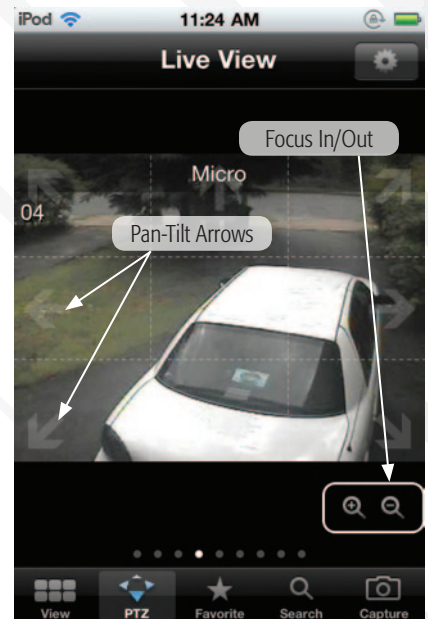 iPod 11:24 AM
Live View
Focus In/Out
Micro
04
Pan-Tilt Arrows
View PTZ Favorite Search Capture